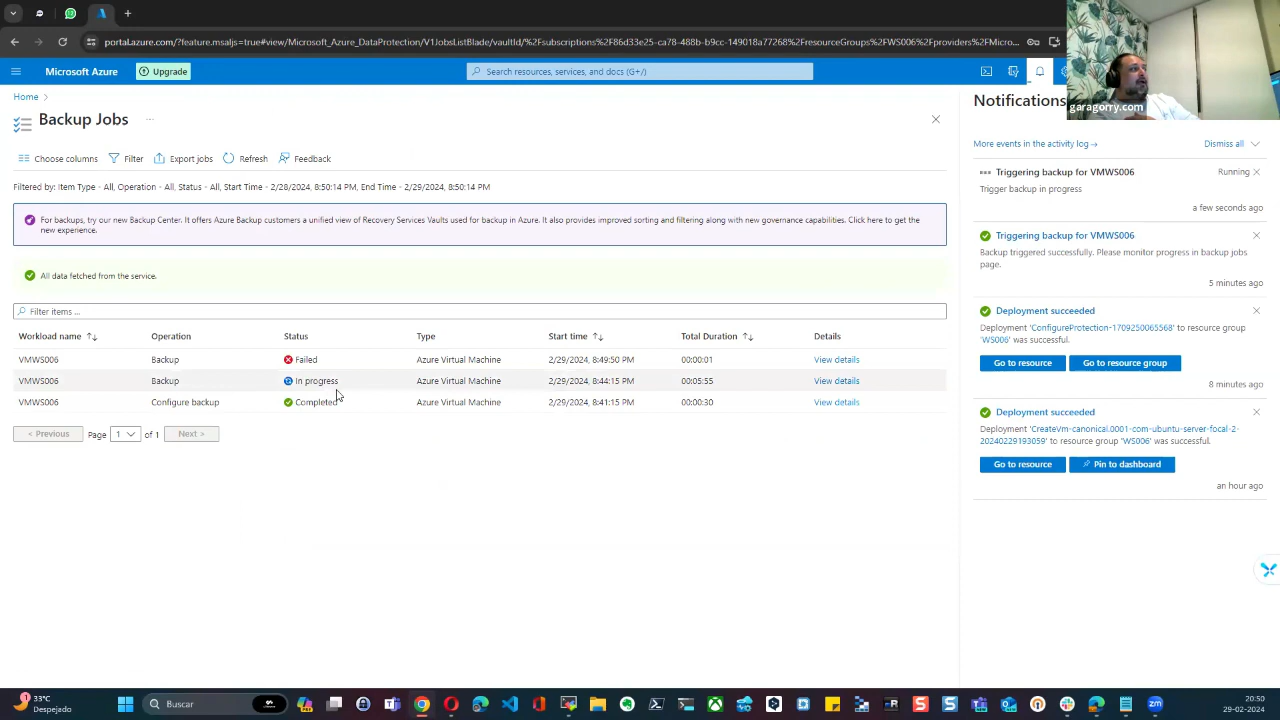 portal.azure.com/?feature.msaljs=true#view/Microsoft_Azure_DataProtection/V1JobsListBlade/vaultId/%2Fsubscriptions%2F86d33e25-ca78-488b-b9cc-149018a77268%2FresourceGroups%2FWS006%2Fproviders%2FMicro...
Microsoft Azure
Upgrade
Search resources, services, and docs (G+/)
garagorry.com
Home
Backup Jobs
...
Choose columns
Filter
Export jobs
Refresh
Feedback
Filtered by: Item Type - All, Operation - All, Status - All, Start Time - 2/28/2024, 8:50:14 PM, End Time - 2/29/2024, 8:50:14 PM
For backups, try our new Backup Center. It offers Azure Backup customers a unified view of Recovery Services Vaults used for backup in Azure. It also provides improved sorting and filtering along with new governance capabilities. Click here to get the
new experience.
All data fetched from the service.
Filter items ...
Workload name Operation Status Type Start time Total Duration Details
VMWS006 Backup Failed Azure Virtual Machine 2/29/2024, 8:49:50 PM 00:00:01 View details
VMWS006 Backup In progress Azure Virtual Machine 2/29/2024, 8:44:15 PM 00:05:55 View details
VMWS006 Configure backup Completed Azure Virtual Machine 2/29/2024, 8:41:15 PM 00:00:30 View details
< Previous Page 1 of 1 Next >
Notifications
More events in the activity log →
Dismiss all
Triggering backup for VMWS006
Running
Trigger backup in progress
a few seconds ago
Triggering backup for VMWS006
Backup triggered successfully. Please monitor progress in backup jobs
page.
5 minutes ago
Deployment succeeded
Deployment 'ConfigureProtection-1709250065568' to resource group
'WS006' was successful.
Go to resource
Go to resource group
8 minutes ago
Deployment succeeded
Deployment 'CreateVm-canonical.0001-com-ubuntu-server-focal-2-
20240229193059' to resource group 'WS006' was successful.
Go to resource
Pin to dashboard
an hour ago
1
33°C
Despejado
Buscar
20:50
29-02-2024